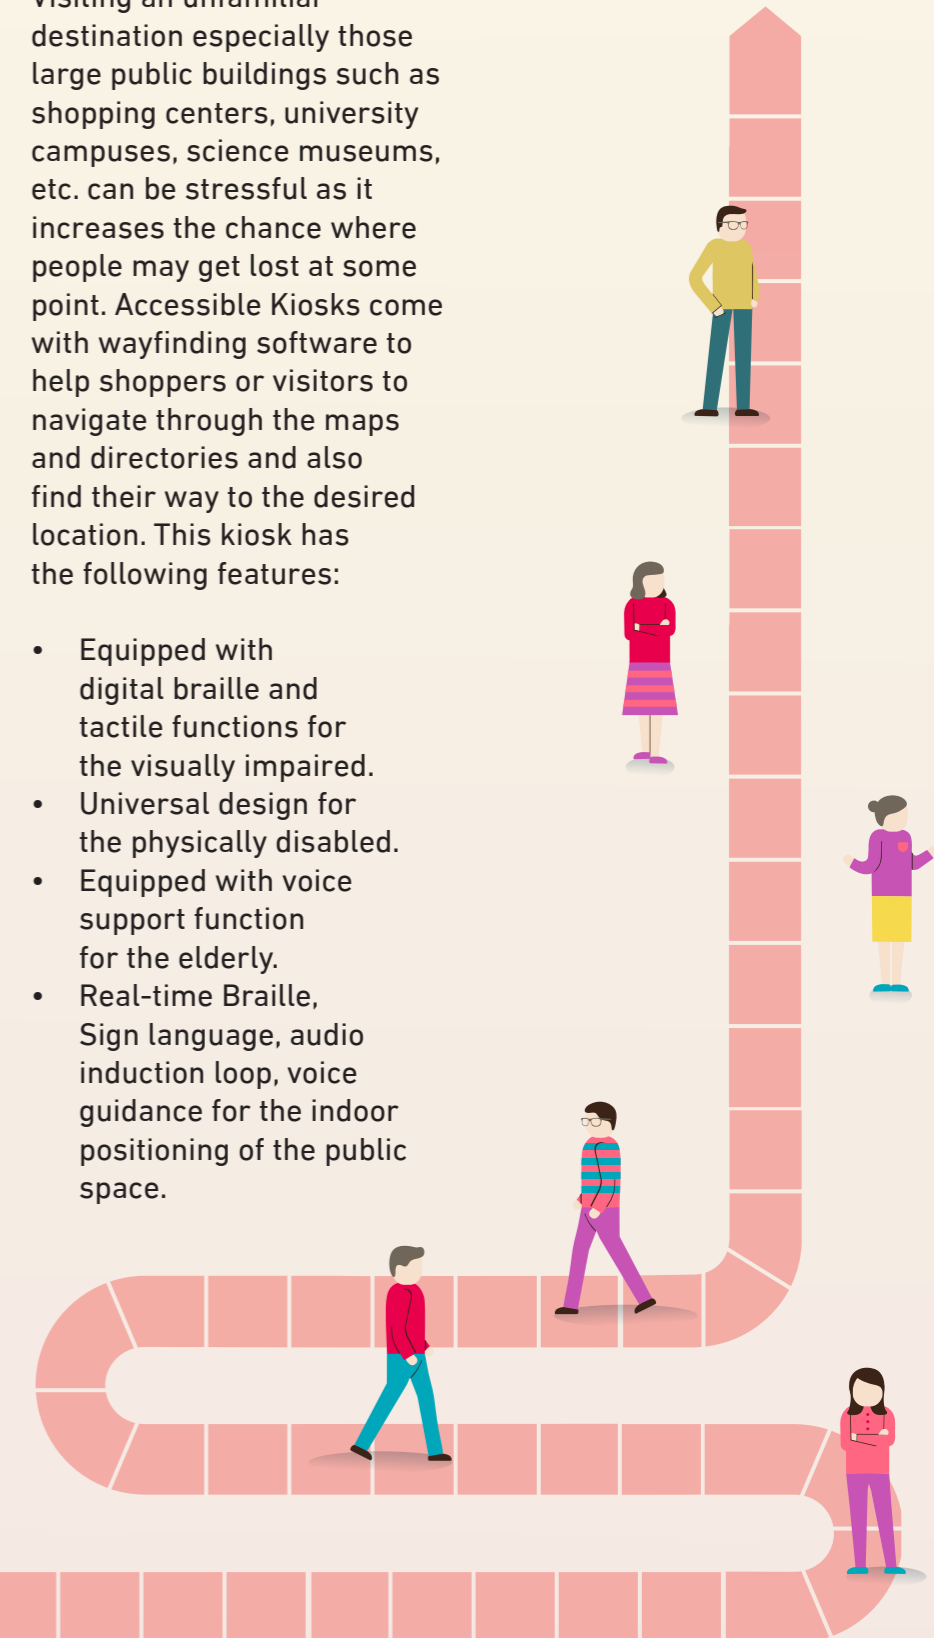 Visiting an unfamiliar
destination especially those
large public buildings such as
shopping centers, university
campuses, science museums,
etc. can be stressful as it
increases the chance where
people may get lost at some
point. Accessible Kiosks come
with wayfinding software to
help shoppers or visitors to
navigate through the maps
and directories and also
find their way to the desired
location. This kiosk has
the following features:
• Equipped with
digital braille and
tactile functions for
the visually impaired.
• Universal design for
the physically disabled.
• Equipped with voice
support function
for the elderly.
• Real-time Braille,
Sign language, audio
induction loop, voice
guidance for the indoor
positioning of the public
space.